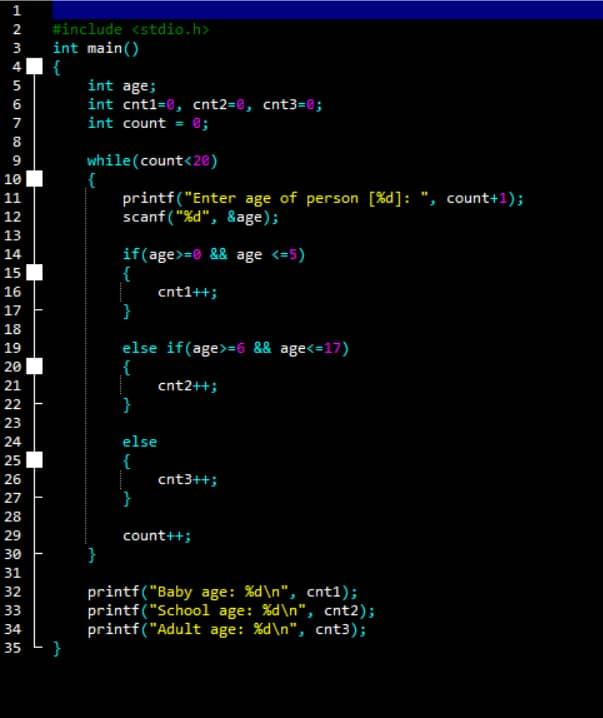 1
2 #include <stdio.h>
3 int main()
4 {
5 int age;
6 int cnt1=0, cnt2=0, cnt3=0;
7 int count = 0;
8
9 while(count<20)
10 {
11 printf("Enter age of person [%d]: ", count+1);
12 scanf("%d", &age);
13
14 if(age>=0 && age <=5)
15 {
16 cnt1++;
17 }
18
19 else if(age>=6 && age<=17)
20 {
21 cnt2++;
22 }
23
24 else
25 {
26 cnt3++;
27 }
28
29 count++;
30 }
31
32 printf("Baby age: %d\n", cnt1);
33 printf("School age: %d\n", cnt2);
34 printf("Adult age: %d\n", cnt3);
35 }